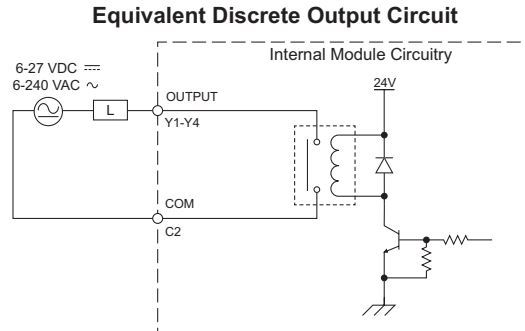 Equivalent Discrete Output Circuit
Internal Module Circuitry
6-27 VDC ⎓
6-240 VAC ∿
24V
OUTPUT
L
Y1-Y4
COM
C2